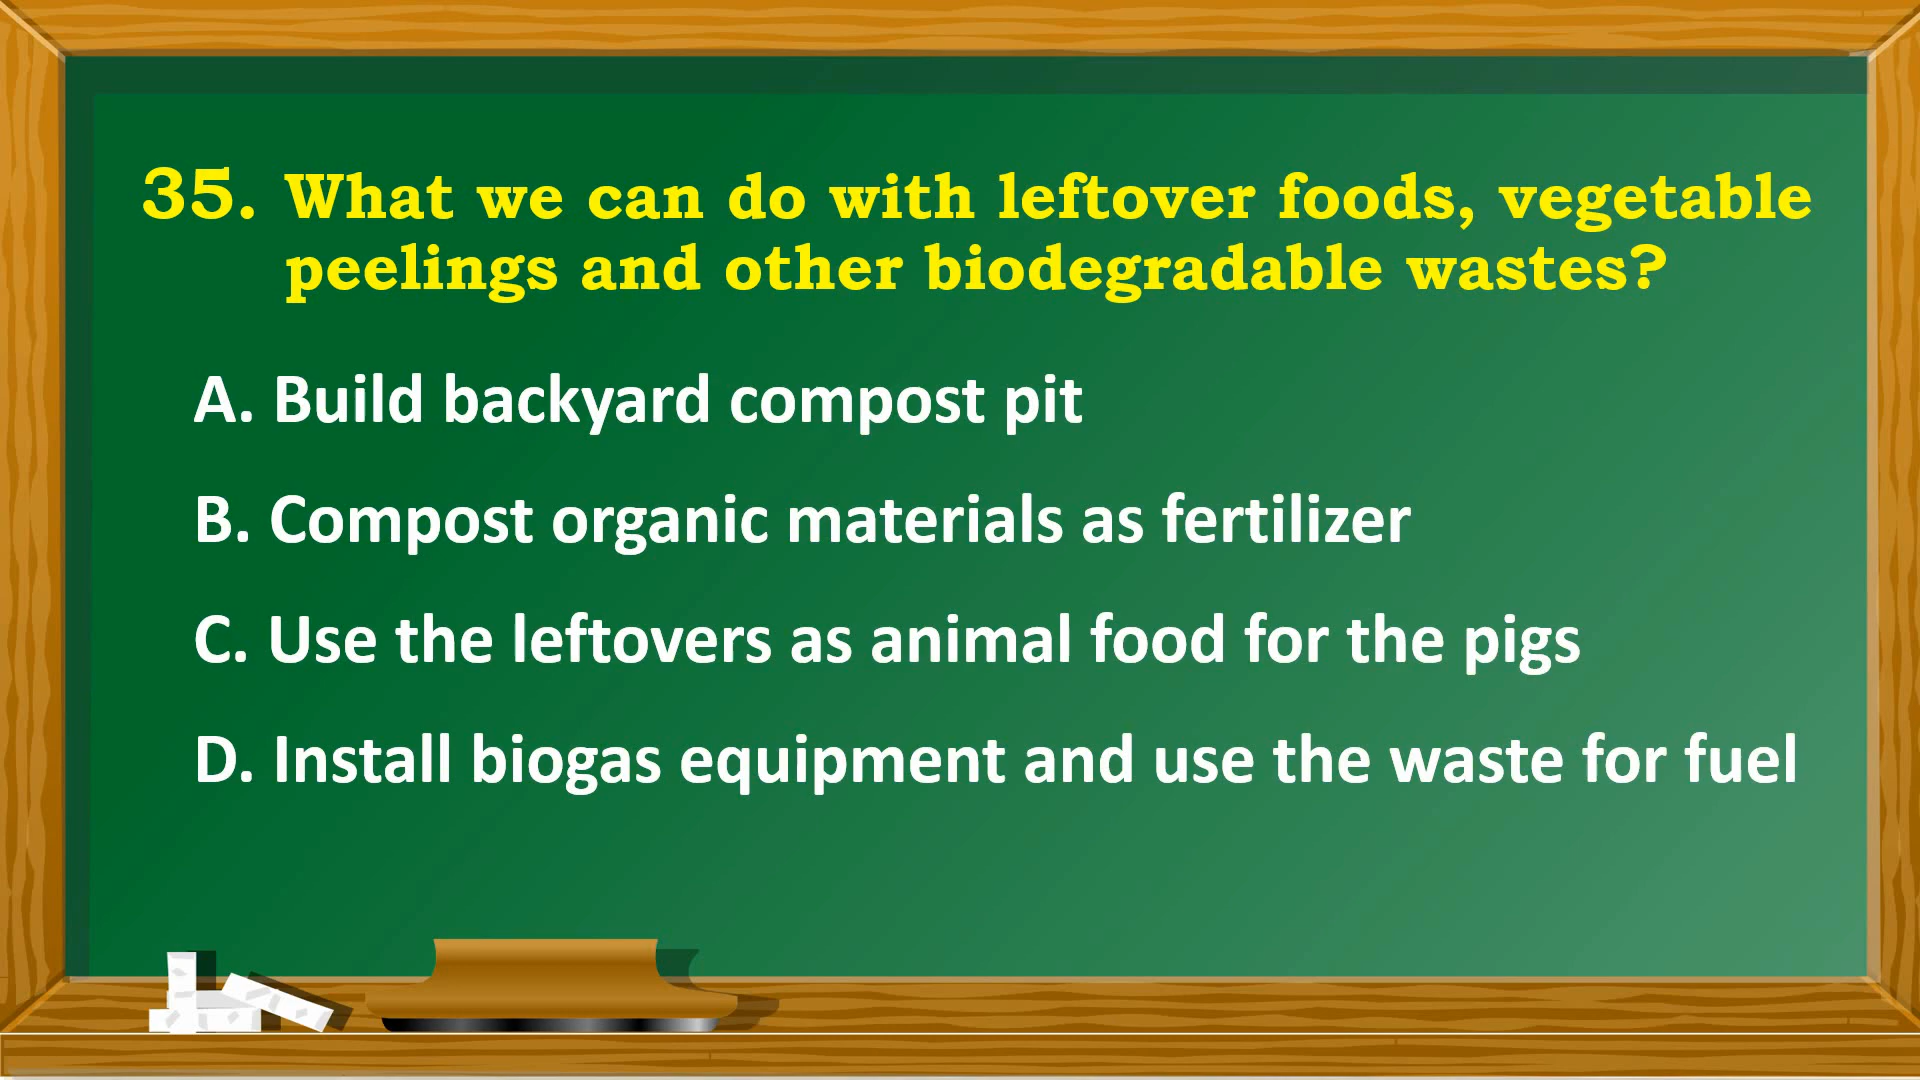 35. What we can do with leftover foods, vegetable
peelings and other biodegradable wastes?
A. Build backyard compost pit
B. Compost organic materials as fertilizer
C. Use the leftovers as animal food for the pigs
D. Install biogas equipment and use the waste for fuel